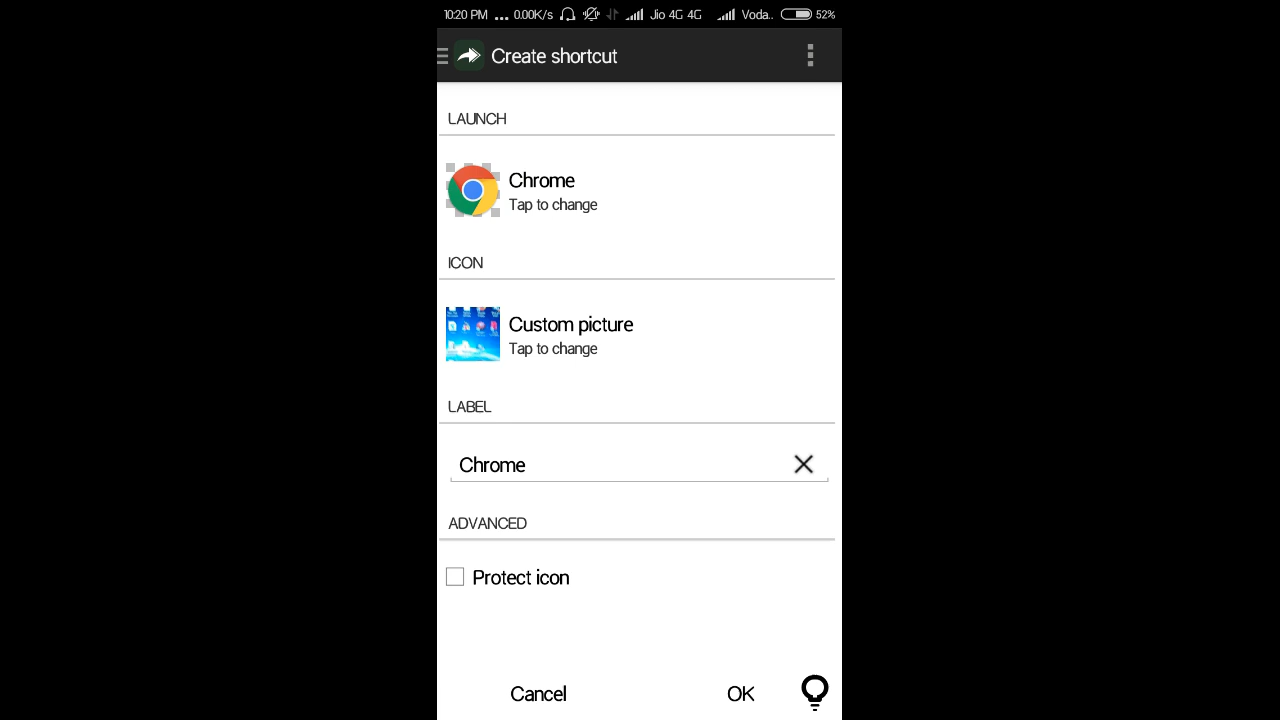 10:20 PM ... 0.00K/s Jio 4G 4G Voda.. 52%
Create shortcut
LAUNCH
Chrome
Tap to change
ICON
Custom picture
Tap to change
LABEL
Chrome
ADVANCED
Protect icon
Cancel OK